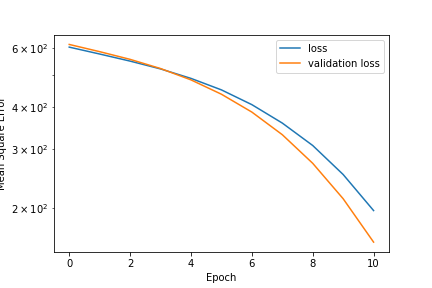 6 × 10²
4 × 10²
3 × 10²
2 × 10²
Mean Square Error
loss
validation loss
0 2 4 6 8 10
Epoch